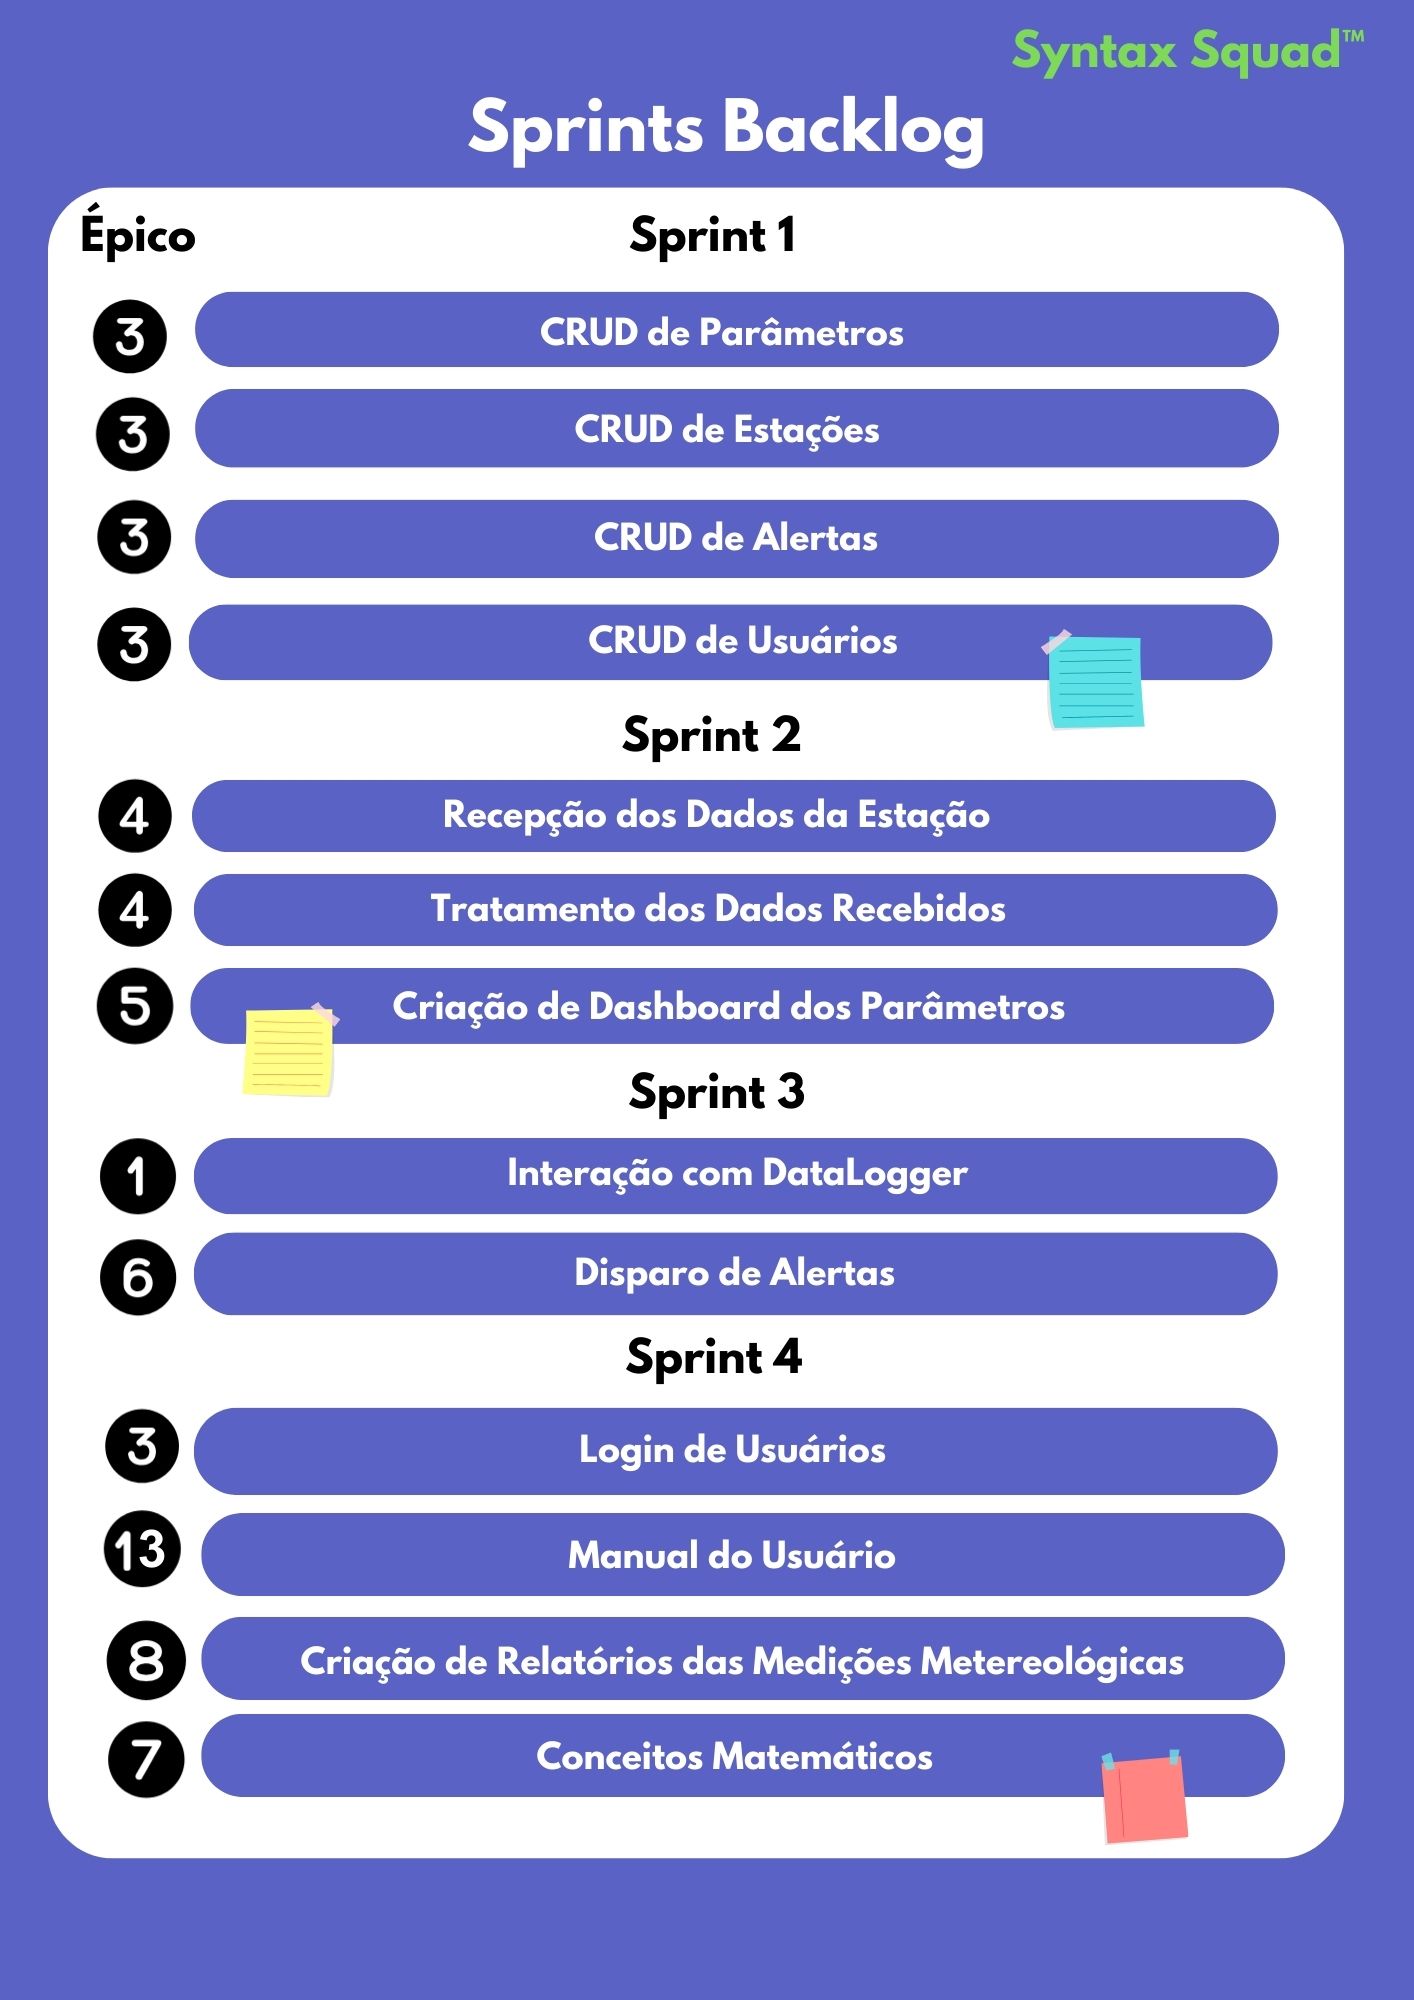 Syntax Squad™
Sprints Backlog
Épico
Sprint 1
3
CRUD de Parâmetros
3
CRUD de Estações
3
CRUD de Alertas
3
CRUD de Usuários
Sprint 2
4
Recepção dos Dados da Estação
4
Tratamento dos Dados Recebidos
5
Criação de Dashboard dos Parâmetros
Sprint 3
1
Interação com DataLogger
6
Disparo de Alertas
Sprint 4
3
Login de Usuários
13
Manual do Usuário
8
Criação de Relatórios das Medições Metereológicas
7
Conceitos Matemáticos